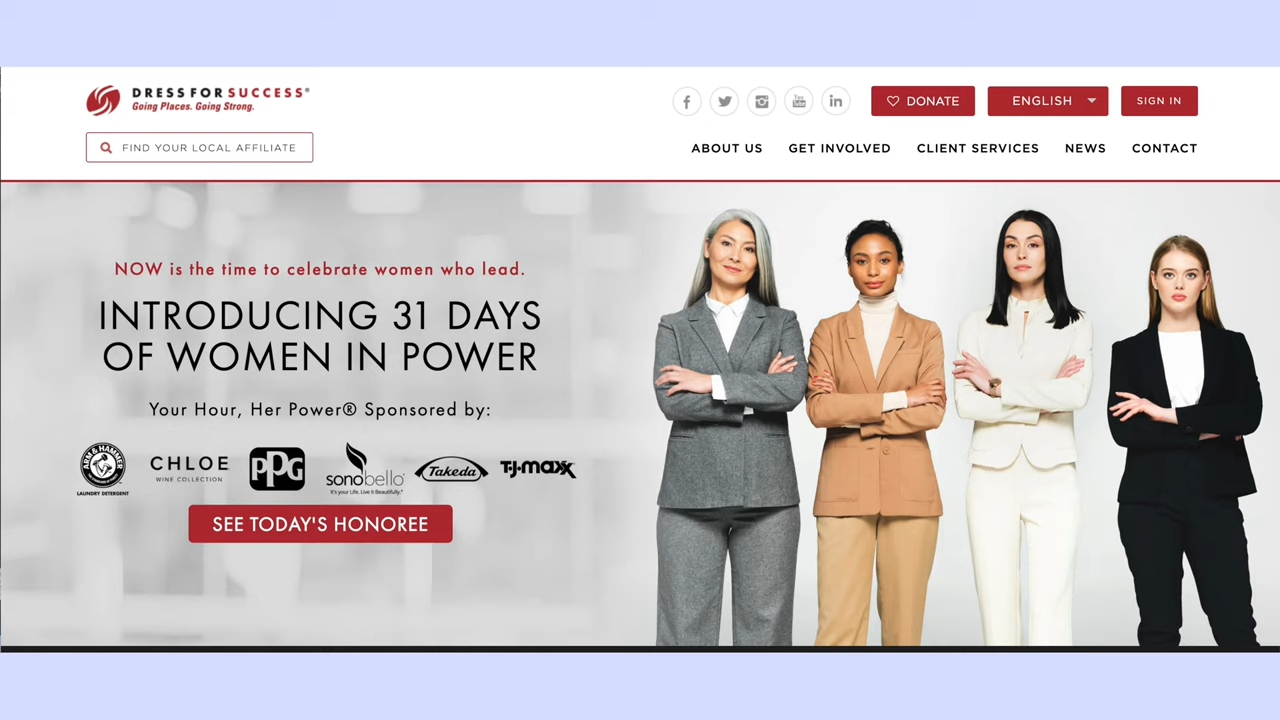 DRESS FOR SUCCESS®
Going Places. Going Strong.
DONATE
ENGLISH
SIGN IN
FIND YOUR LOCAL AFFILIATE
ABOUT US
GET INVOLVED
CLIENT SERVICES
NEWS
CONTACT
NOW is the time to celebrate women who lead.
INTRODUCING 31 DAYS
OF WOMEN IN POWER
Your Hour, Her Power® Sponsored by:
ARM & HAMMER
LAUNDRY DETERGENT
CHLOE
WINE COLLECTION
PPG
sonobello
It's your Life. Live It Beautifully.
Takeda
T·J·maxx
SEE TODAY'S HONOREE